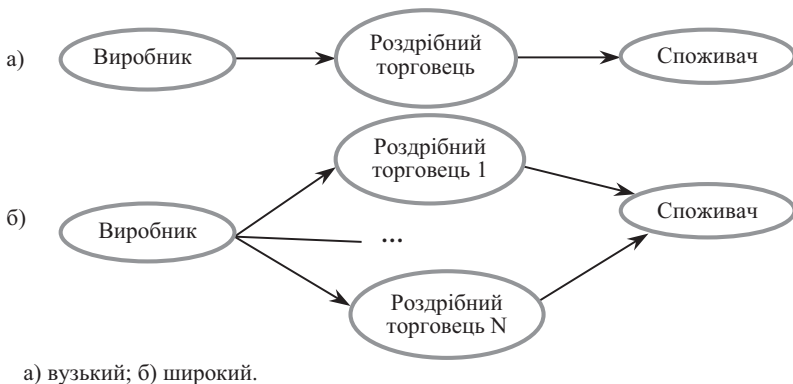 а)
Виробник
Роздрібний
торговець
Споживач
б)
Виробник
Роздрібний
торговець 1
...
Роздрібний
торговець N
Споживач
а) вузький; б) широкий.